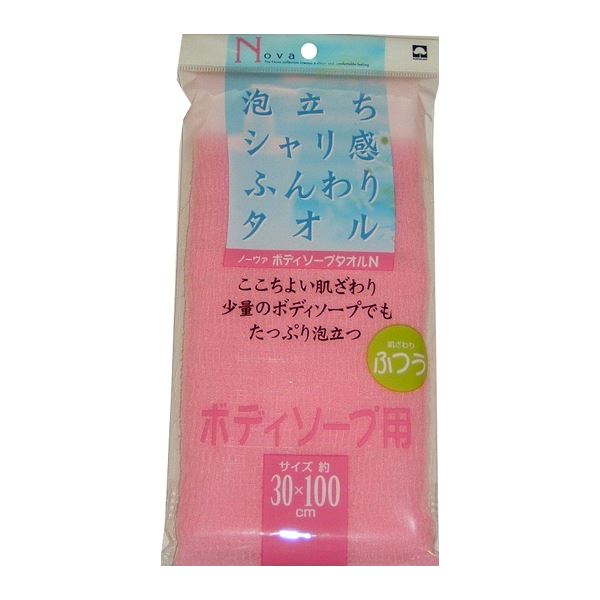 Nova
泡立ち
シャリ感
ふんわり
タオル
ノーヴァ ボディソープタオルN
ここちよい肌ざわり
少量のボディソープでも
たっぷり泡立つ
肌ざわり
ふつう
ボディソープ用
サイズ 約
30×100
cm